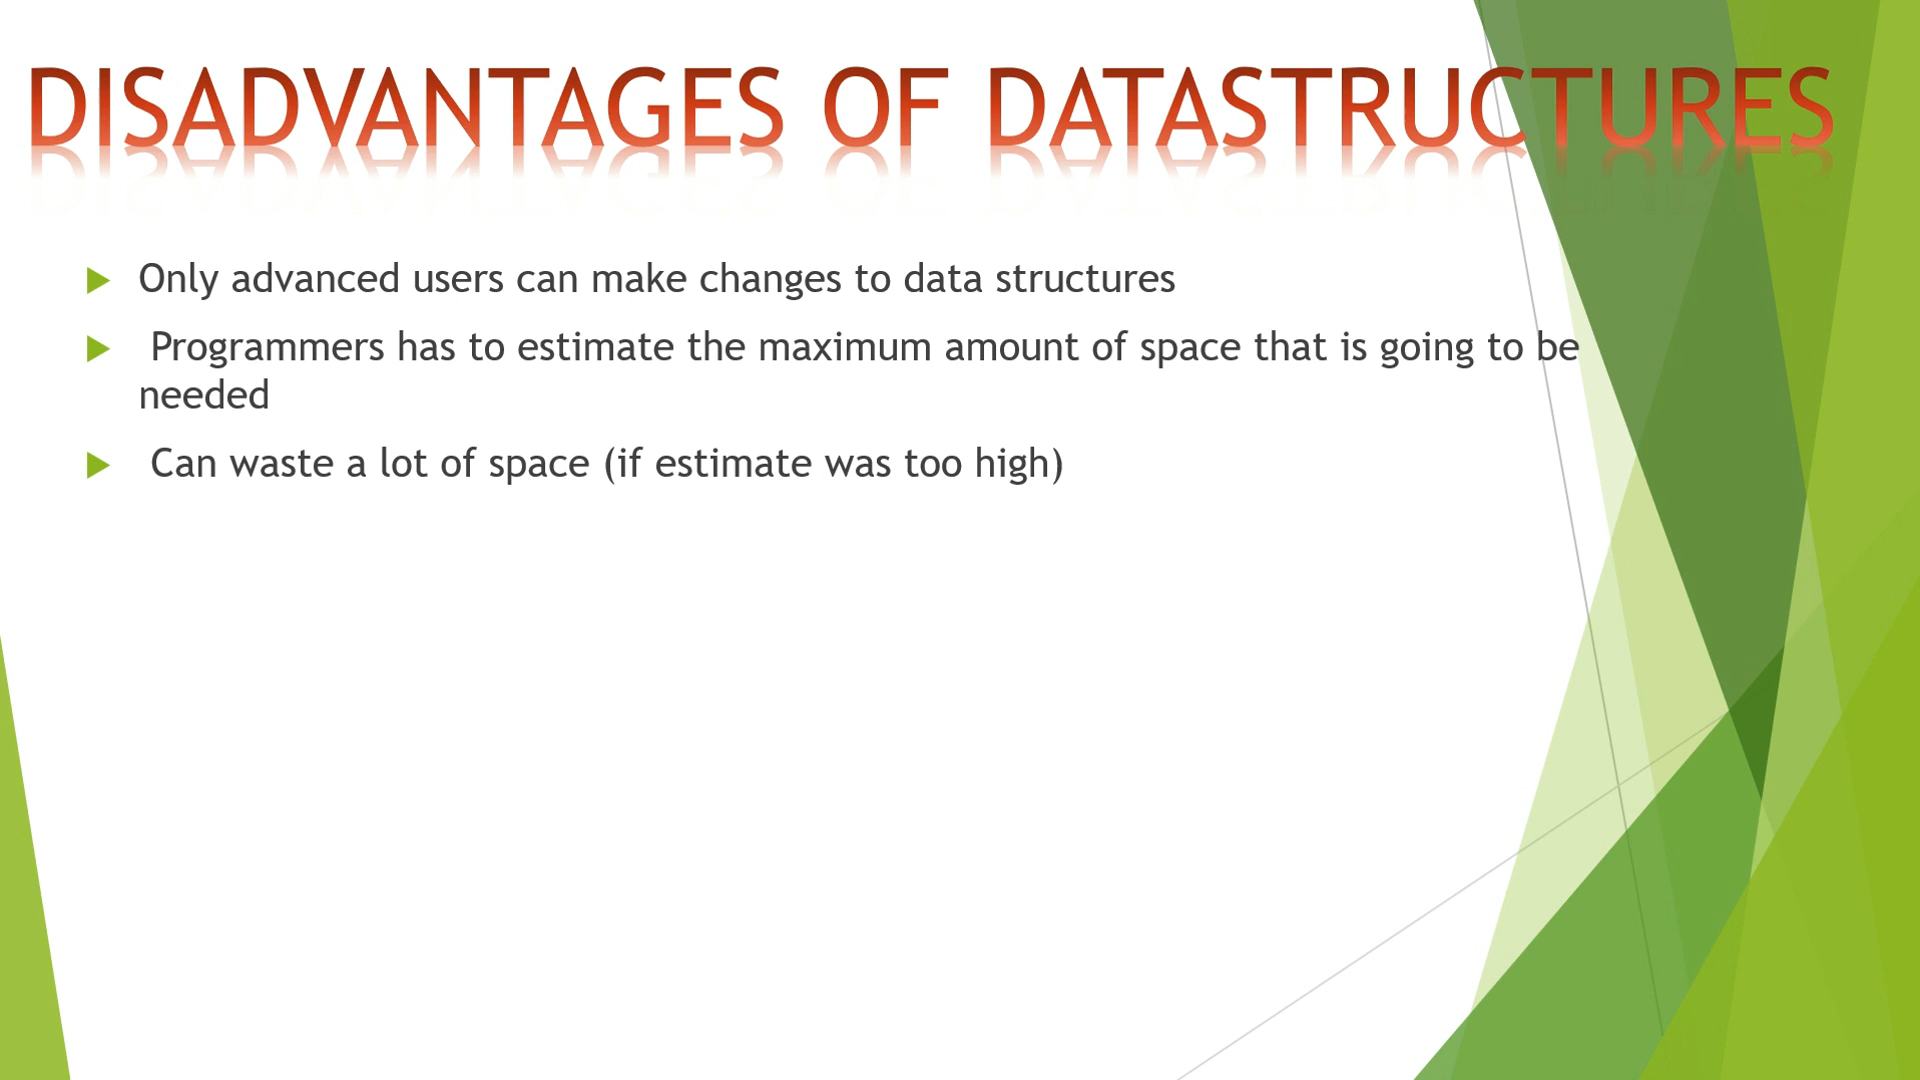 DISADVANTAGES OF DATASTRUCTURES
Only advanced users can make changes to data structures
Programmers has to estimate the maximum amount of space that is going to be
needed
Can waste a lot of space (if estimate was too high)